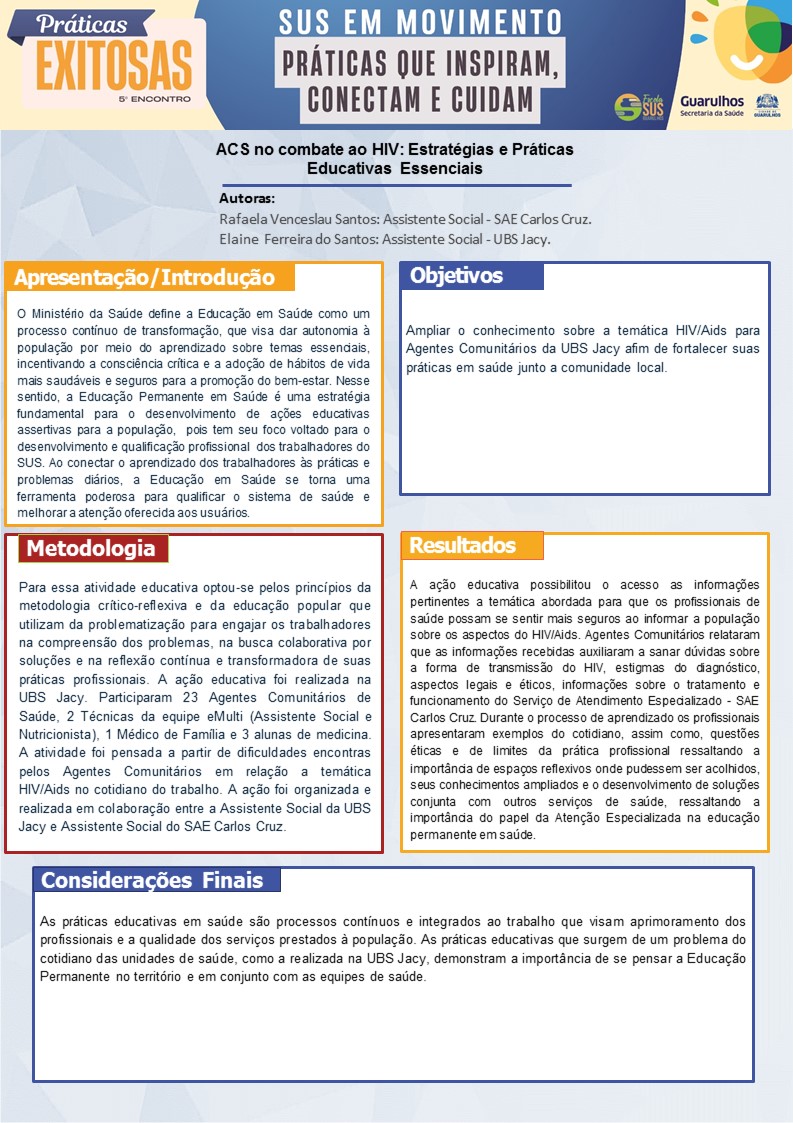 Práticas
EXITOSAS
5º ENCONTRO
SUS EM MOVIMENTO
PRÁTICAS QUE INSPIRAM,
CONECTAM E CUIDAM
Escola
SUS
GUARULHOS
Guarulhos
Secretaria da Saúde
CIDADE DE
GUARULHOS
ACS no combate ao HIV: Estratégias e Práticas
Educativas Essenciais
Autoras:
Rafaela Venceslau Santos: Assistente Social - SAE Carlos Cruz.
Elaine Ferreira do Santos: Assistente Social - UBS Jacy.
Apresentação/Introdução
O Ministério da Saúde define a Educação em Saúde como um
processo contínuo de transformação, que visa dar autonomia à
população por meio do aprendizado sobre temas essenciais,
incentivando a consciência crítica e a adoção de hábitos de vida
mais saudáveis e seguros para a promoção do bem-estar. Nesse
sentido, a Educação Permanente em Saúde é uma estratégia
fundamental para o desenvolvimento de ações educativas
assertivas para a população, pois tem seu foco voltado para o
desenvolvimento e qualificação profissional dos trabalhadores do
SUS. Ao conectar o aprendizado dos trabalhadores às práticas e
problemas diários, a Educação em Saúde se torna uma
ferramenta poderosa para qualificar o sistema de saúde e
melhorar a atenção oferecida aos usuários.
Objetivos
Ampliar o conhecimento sobre a temática HIV/Aids para
Agentes Comunitários da UBS Jacy afim de fortalecer suas
práticas em saúde junto a comunidade local.
Metodologia
Para essa atividade educativa optou-se pelos princípios da
metodologia crítico-reflexiva e da educação popular que
utilizam da problematização para engajar os trabalhadores
na compreensão dos problemas, na busca colaborativa por
soluções e na reflexão contínua e transformadora de suas
práticas profissionais. A ação educativa foi realizada na
UBS Jacy. Participaram 23 Agentes Comunitários de
Saúde, 2 Técnicas da equipe eMulti (Assistente Social e
Nutricionista), 1 Médico de Família e 3 alunas de medicina.
A atividade foi pensada a partir de dificuldades encontras
pelos Agentes Comunitários em relação a temática
HIV/Aids no cotidiano do trabalho. A ação foi organizada e
realizada em colaboração entre a Assistente Social da UBS
Jacy e Assistente Social do SAE Carlos Cruz.
Resultados
A ação educativa possibilitou o acesso as informações
pertinentes a temática abordada para que os profissionais de
saúde possam se sentir mais seguros ao informar a população
sobre os aspectos do HIV/Aids. Agentes Comunitários relataram
que as informações recebidas auxiliaram a sanar dúvidas sobre
a forma de transmissão do HIV, estigmas do diagnóstico,
aspectos legais e éticos, informações sobre o tratamento e
funcionamento do Serviço de Atendimento Especializado - SAE
Carlos Cruz. Durante o processo de aprendizado os profissionais
apresentaram exemplos do cotidiano, assim como, questões
éticas e de limites da prática profissional ressaltando a
importância de espaços reflexivos onde pudessem ser acolhidos,
seus conhecimentos ampliados e o desenvolvimento de soluções
conjunta com outros serviços de saúde, ressaltando a
importância do papel da Atenção Especializada na educação
permanente em saúde.
Considerações Finais
As práticas educativas em saúde são processos contínuos e integrados ao trabalho que visam aprimoramento dos
profissionais e a qualidade dos serviços prestados à população. As práticas educativas que surgem de um problema do
cotidiano das unidades de saúde, como a realizada na UBS Jacy, demonstram a importância de se pensar a Educação
Permanente no território e em conjunto com as equipes de saúde.